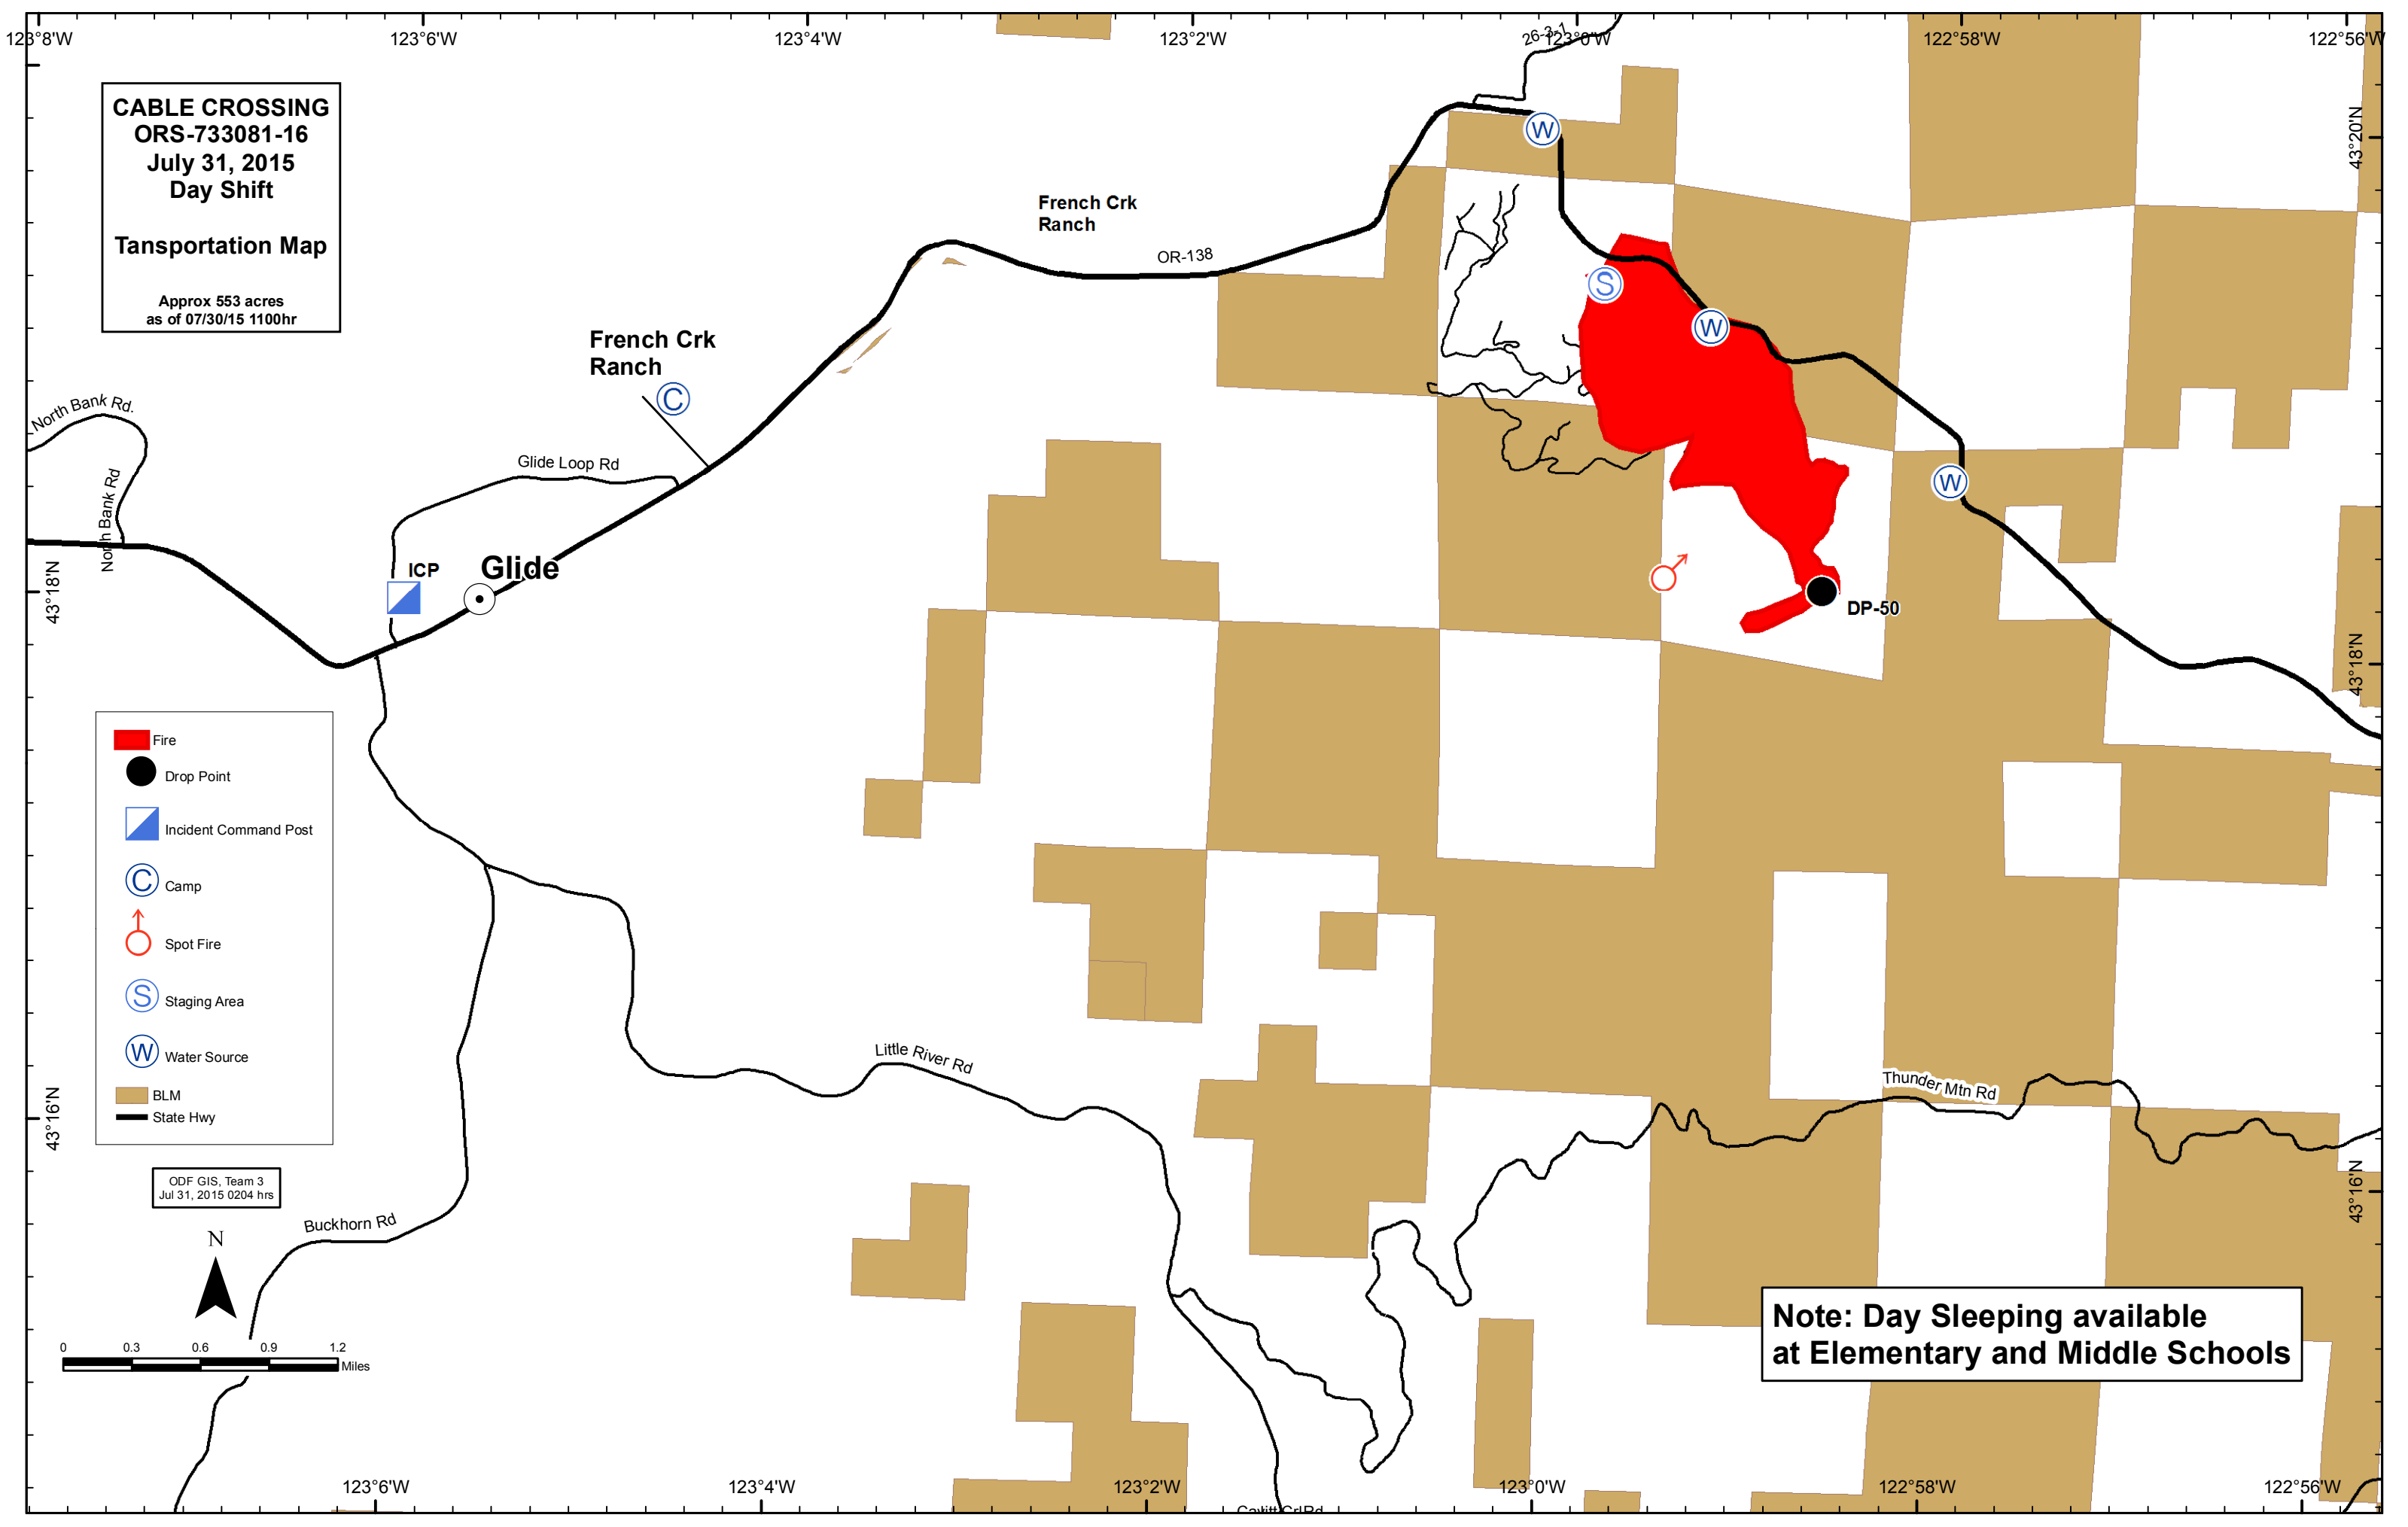 123°8'W
123°6'W
123°4'W
123°2'W
26-3-1
123°0'W
122°58'W
122°56'W
CABLE CROSSING
ORS-733081-16
July 31, 2015
Day Shift
Tansportation Map
Approx 553 acres
as of 07/30/15 1100hr
43°20'N
W
French Crk
Ranch
OR-138
S
W
French Crk
Ranch
C
North Bank Rd.
North Bank Rd
Glide Loop Rd
W
ICP
Glide
43°18'N
DP-50
43°18'N
Fire
Drop Point
Incident Command Post
C
Camp
Spot Fire
S
Staging Area
W
Water Source
BLM
State Hwy
Little River Rd
Thunder Mtn Rd
43°16'N
43°16'N
ODF GIS, Team 3
Jul 31, 2015 0204 hrs
Buckhorn Rd
N
0
0.3
0.6
0.9
1.2
Miles
Note: Day Sleeping available
at Elementary and Middle Schools
123°6'W
123°4'W
123°2'W
123°0'W
122°58'W
122°56'W